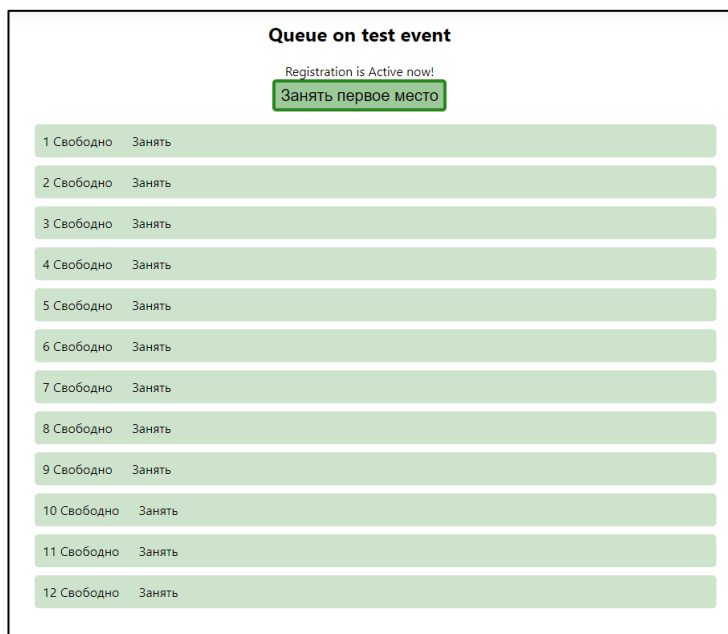 Queue on test event
Registration is Active now!
Занять первое место
1 Свободно Занять
2 Свободно Занять
3 Свободно Занять
4 Свободно Занять
5 Свободно Занять
6 Свободно Занять
7 Свободно Занять
8 Свободно Занять
9 Свободно Занять
10 Свободно Занять
11 Свободно Занять
12 Свободно Занять